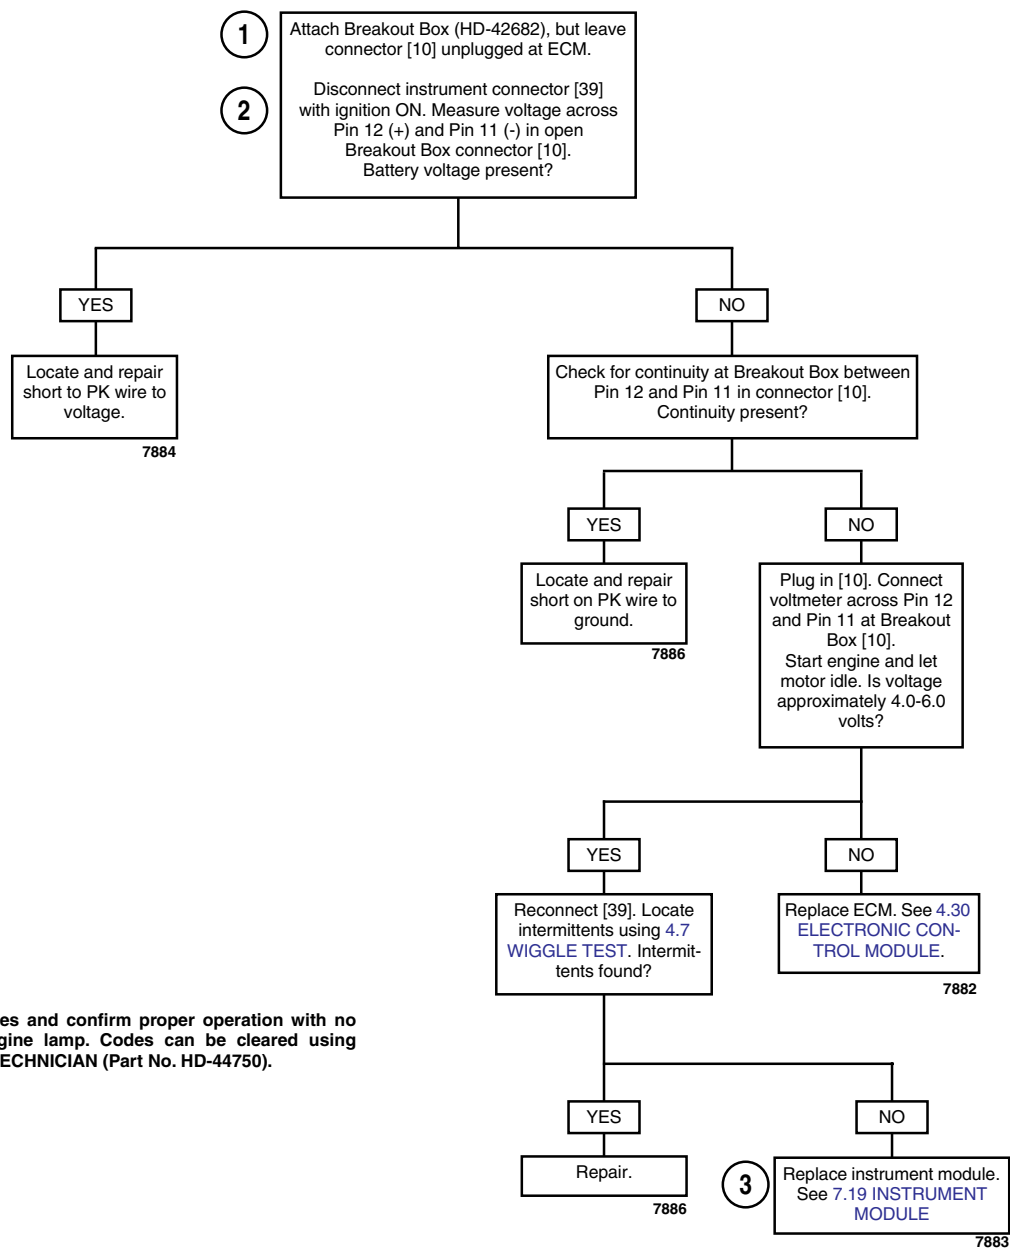 1
Attach Breakout Box (HD-42682), but leave
connector [10] unplugged at ECM.
2
Disconnect instrument connector [39]
with ignition ON. Measure voltage across
Pin 12 (+) and Pin 11 (-) in open
Breakout Box connector [10].
Battery voltage present?
YES
NO
Locate and repair
short to PK wire to
voltage.
7884
Check for continuity at Breakout Box between
Pin 12 and Pin 11 in connector [10].
Continuity present?
YES
NO
Locate and repair
short on PK wire to
ground.
7886
Plug in [10]. Connect
voltmeter across Pin 12
and Pin 11 at Breakout
Box [10].
Start engine and let
motor idle. Is voltage
approximately 4.0-6.0
volts?
YES
NO
Reconnect [39]. Locate
intermittents using 4.7
WIGGLE TEST. Intermit-
tents found?
Replace ECM. See 4.30
ELECTRONIC CON-
TROL MODULE.
7882
es and confirm proper operation with no
gine lamp. Codes can be cleared using
ECHNICIAN (Part No. HD-44750).
YES
NO
Repair.
7886
3
Replace instrument module.
See 7.19 INSTRUMENT
MODULE
7883